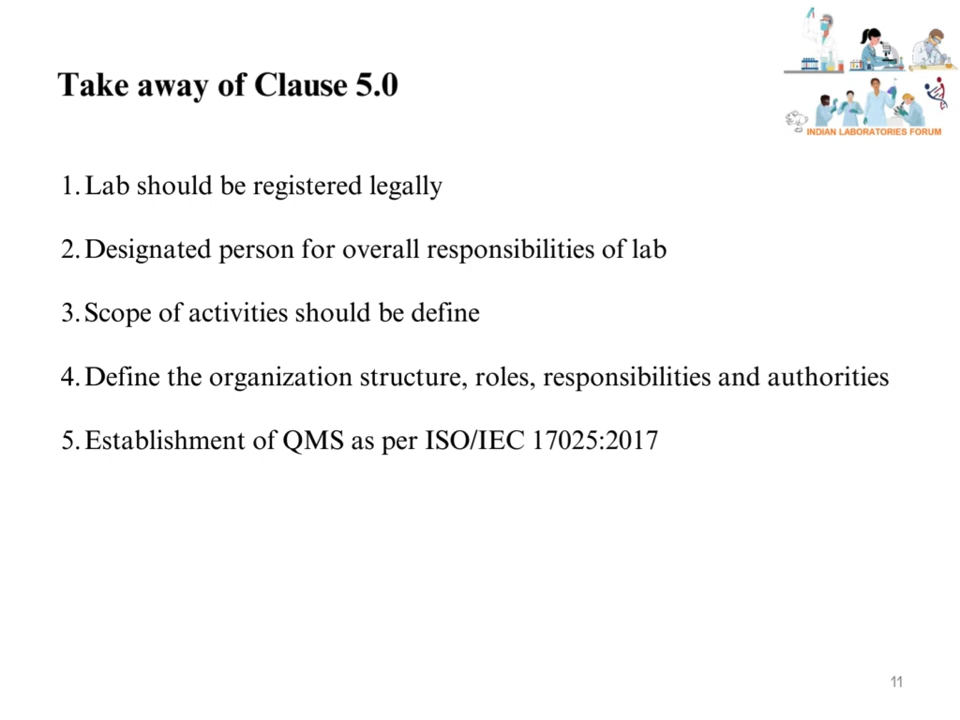 Take away of Clause 5.0
INDIAN LABORATORIES FORUM
1. Lab should be registered legally
2. Designated person for overall responsibilities of lab
3. Scope of activities should be define
4. Define the organization structure, roles, responsibilities and authorities
5. Establishment of QMS as per ISO/IEC 17025:2017
11